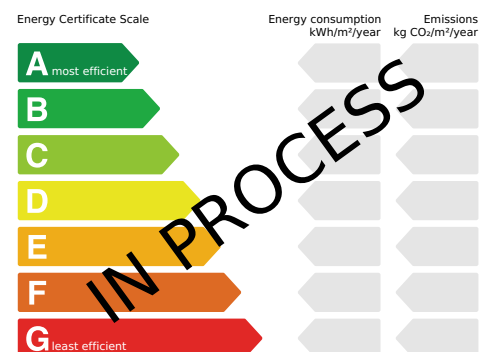 Energy Certificate Scale
Energy consumption
kWh/m²/year
Emissions
kg CO₂/m²/year
A most efficient
B
C
D
E
F
G least efficient
IN PROCESS